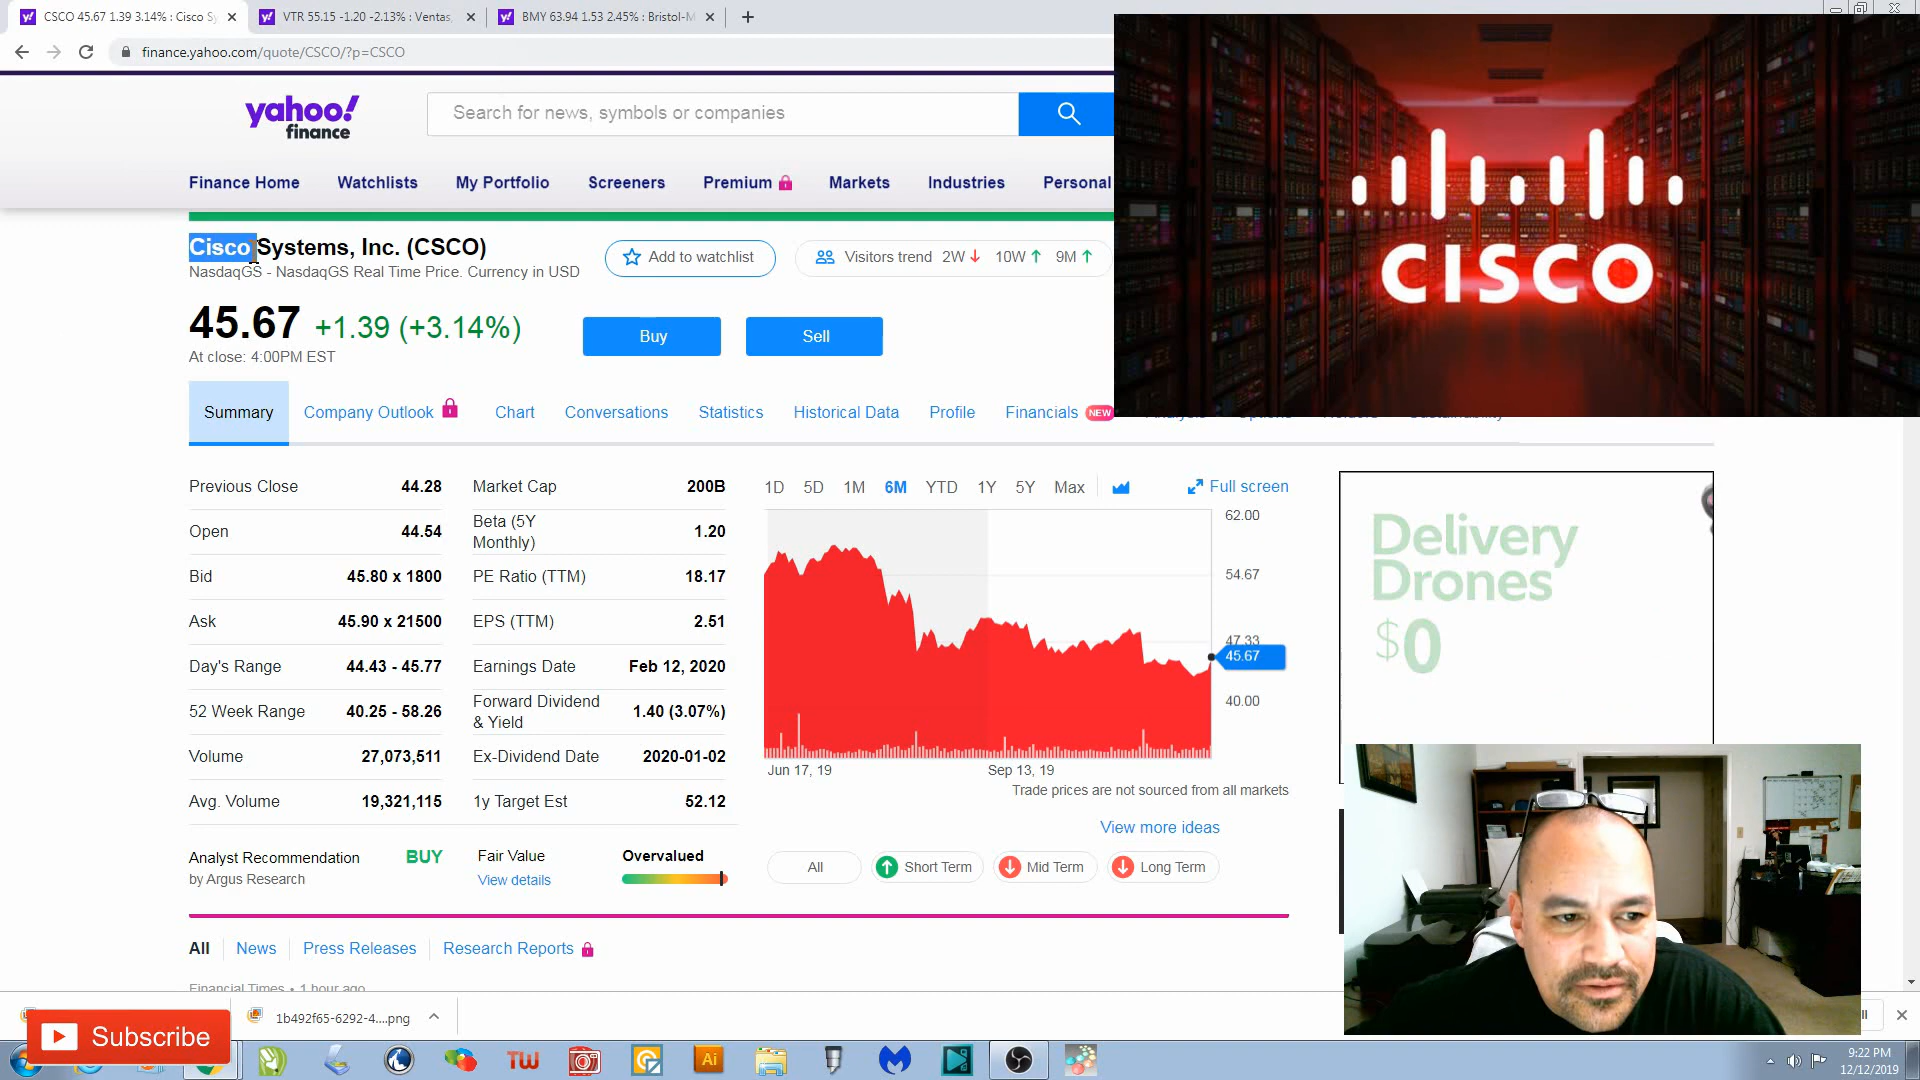 CSCO 45.67 1.39 3.14% : Cisco Sy
VTR 55.15 -1.20 -2.13% : Ventas,
BMY 63.94 1.53 2.45% : Bristol-M
finance.yahoo.com/quote/CSCO/?p=CSCO
yahoo!
finance
Search for news, symbols or companies
Finance Home
Watchlists
My Portfolio
Screeners
Premium
Markets
Industries
Personal
CISCO
Cisco Systems, Inc. (CSCO)
NasdaqGS - NasdaqGS Real Time Price. Currency in USD
Add to watchlist
Visitors trend 2W 10W 9M
45.67 +1.39 (+3.14%)
At close: 4:00PM EST
Buy
Sell
Summary
Company Outlook
Chart
Conversations
Statistics
Historical Data
Profile
Financials NEW
Previous Close 44.28
Open 44.54
Bid 45.80 x 1800
Ask 45.90 x 21500
Day's Range 44.43 - 45.77
52 Week Range 40.25 - 58.26
Volume 27,073,511
Avg. Volume 19,321,115
Market Cap 200B
Beta (5Y
Monthly) 1.20
PE Ratio (TTM) 18.17
EPS (TTM) 2.51
Earnings Date Feb 12, 2020
Forward Dividend
& Yield 1.40 (3.07%)
Ex-Dividend Date 2020-01-02
1y Target Est 52.12
1D 5D 1M 6M YTD 1Y 5Y Max
Full screen
62.00
54.67
47.33
45.67
40.00
Jun 17, 19
Sep 13, 19
Trade prices are not sourced from all markets
View more ideas
All
Short Term
Mid Term
Long Term
Analyst Recommendation BUY
by Argus Research
Fair Value Overvalued
View details
Delivery
Drones
$0
All
News
Press Releases
Research Reports
Financial Times • 1 hour ago
1b492f65-6292-4....png
Subscribe
TW
Ai
9:22 PM
12/12/2019